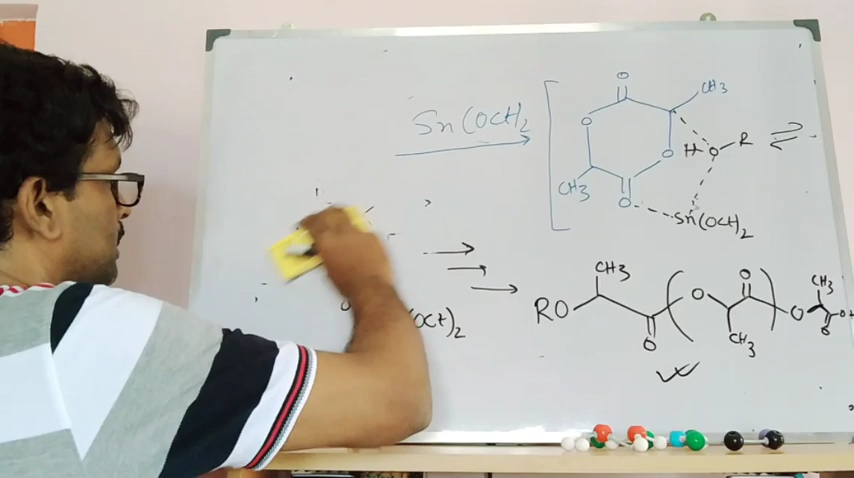 Sn(OCt)2
O
CH3
O
O
H O-R
CH3
O
Sn(OCt)2
(OCt)2
RO
CH3
O
O
O
CH3
O
CH3
O